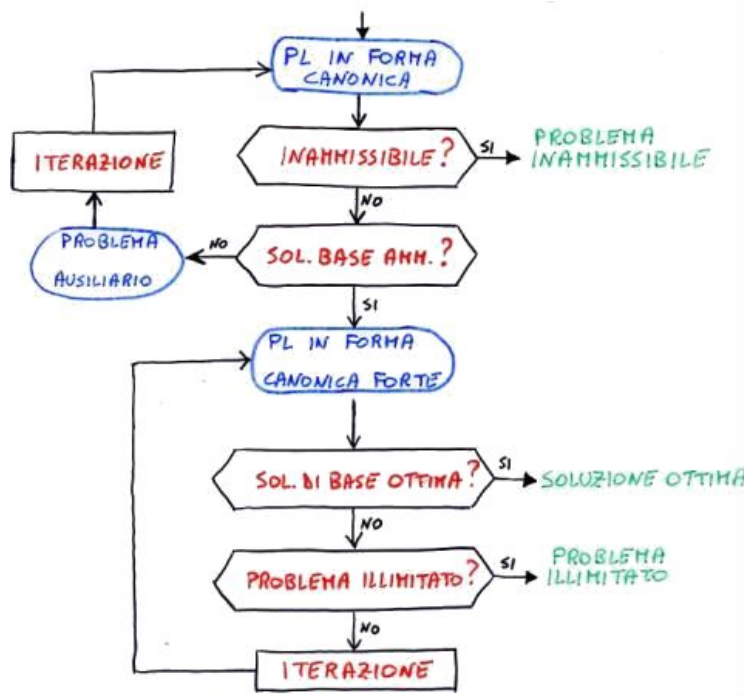 PL IN FORMA
CANONICA
ITERAZIONE
INAMMISSIBILE?
SI
PROBLEMA
INAMMISSIBILE
NO
PROBLEMA
AUSILIARIO
NO
SOL. BASE AMM.?
SI
PL IN FORMA
CANONICA FORTE
SOL. DI BASE OTTIMA?
SI
SOLUZIONE OTTIMA
NO
PROBLEMA ILLIMITATO?
SI
PROBLEMA
ILLIMITATO
NO
ITERAZIONE